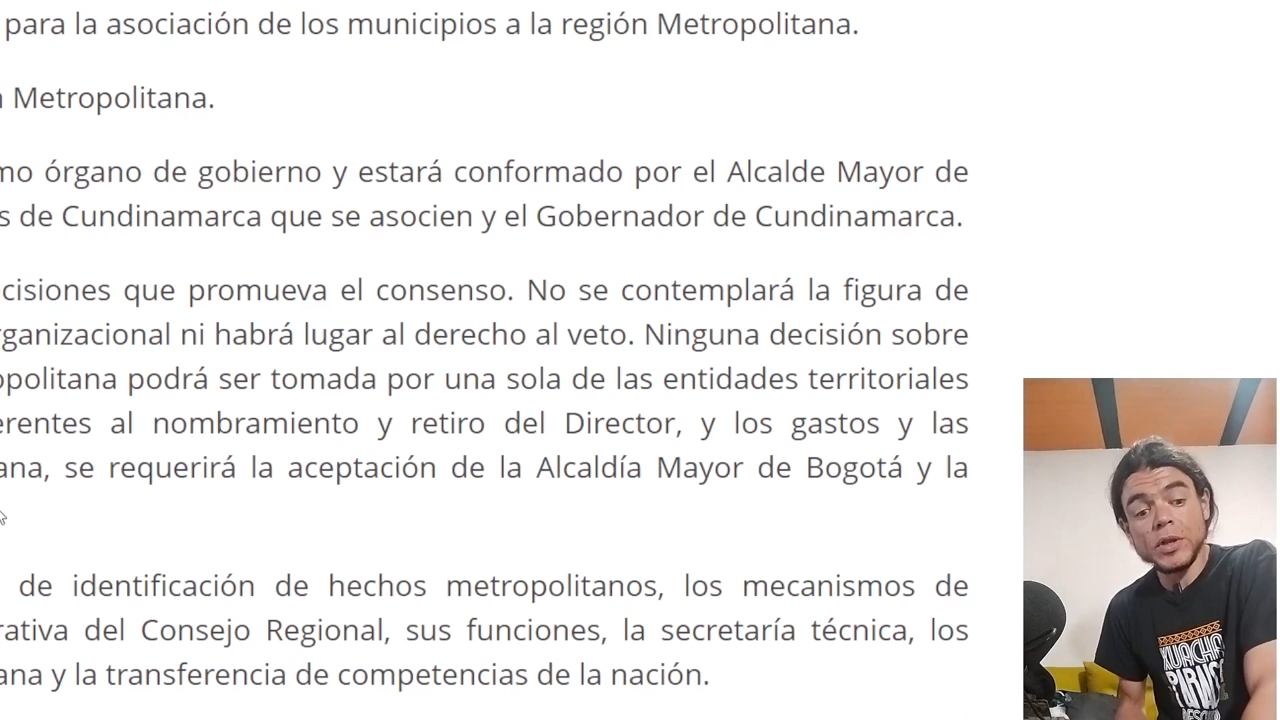 para la asociación de los municipios a la región Metropolitana.
Metropolitana.
órgano de gobierno y estará conformado por el Alcalde Mayor de
de Cundinamarca que se asocien y el Gobernador de Cundinamarca.
cisiones que promueva el consenso. No se contemplará la figura de
rganizacional ni habrá lugar al derecho al veto. Ninguna decisión sobre
opolitana podrá ser tomada por una sola de las entidades territoriales
erentes al nombramiento y retiro del Director, y los gastos y las
ana, se requerirá la aceptación de la Alcaldía Mayor de Bogotá y la
de identificación de hechos metropolitanos, los mecanismos de
rativa del Consejo Regional, sus funciones, la secretaría técnica, los
ana y la transferencia de competencias de la nación.